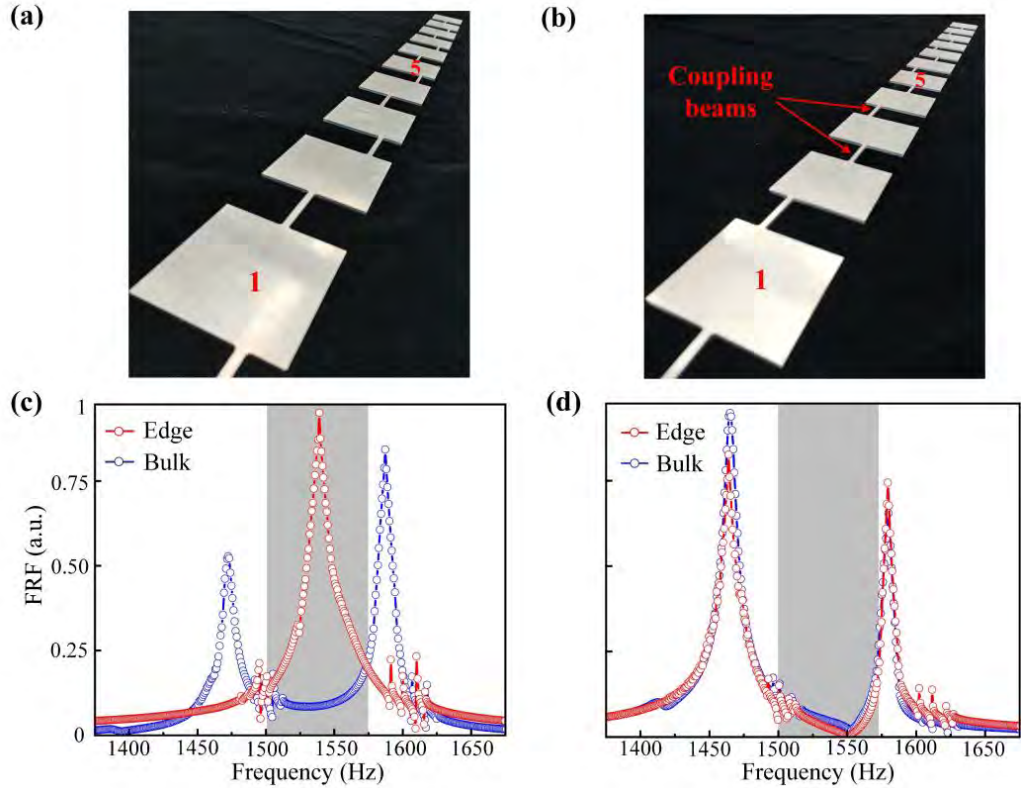 (a)
5
1
(b)
Coupling
beams
5
1
(c)
1
0.75
0.50
0.25
0
FRF (a.u.)
Edge
Bulk
1400 1450 1500 1550 1600 1650
Frequency (Hz)
(d)
Edge
Bulk
1400 1450 1500 1550 1600 1650
Frequency (Hz)